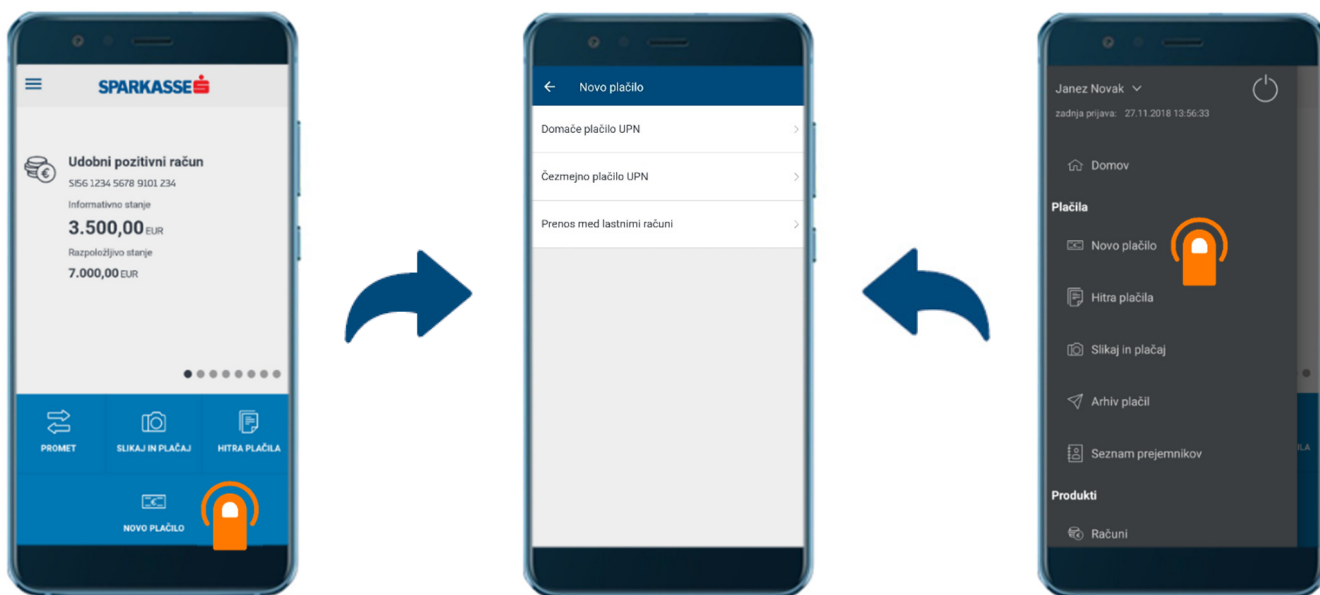 SPARKASSE
Udobni pozitivni račun
SI56 1234 5678 9101 234
Informativno stanje
3.500,00 EUR
Razpoložljivo stanje
7.000,00 EUR
PROMET
SLIKAJ IN PLAČAJ
HITRA PLAČILA
NOVO PLAČILO
Novo plačilo
Domače plačilo UPN
Čezmejno plačilo UPN
Prenos med lastnimi računi
Janez Novak
zadnja prijava: 27.11.2018 13:56:33
Domov
Plačila
Novo plačilo
Hitra plačila
Slikaj in plačaj
Arhiv plačil
Seznam prejemnikov
ILA
Produkti
Računi